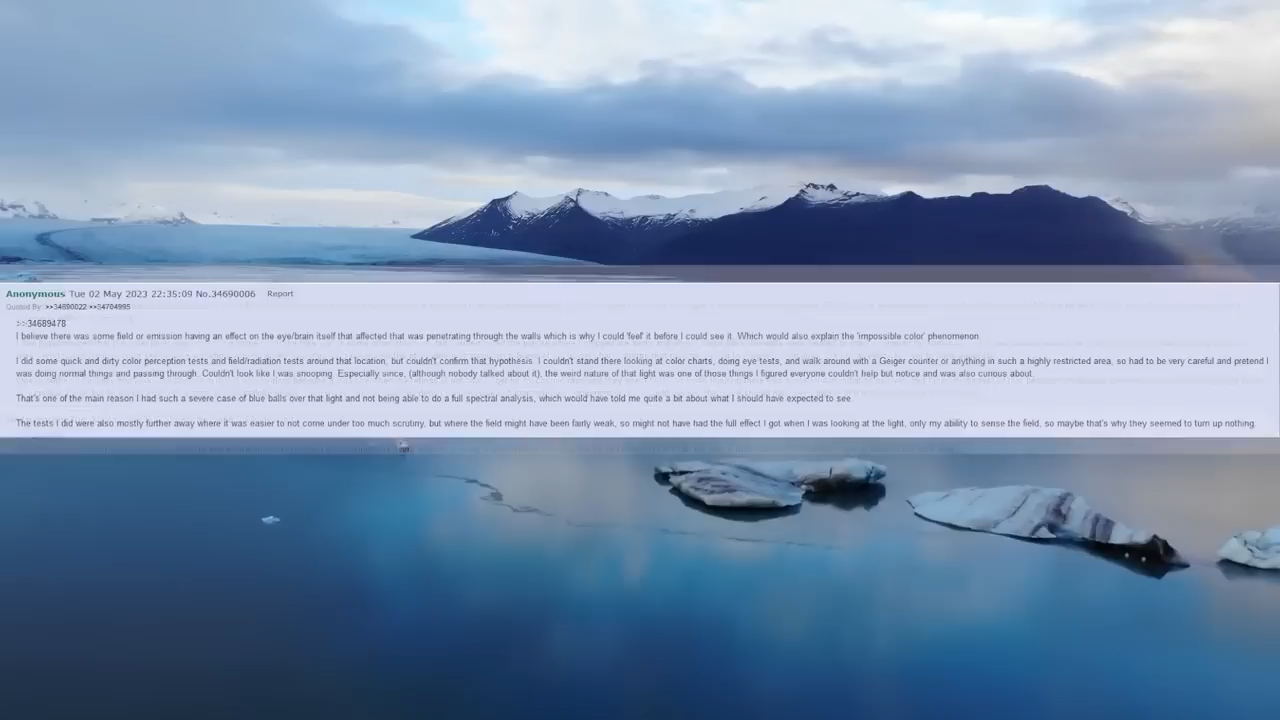 Anonymous Tue 02 May 2023 22:35:09 No.34690006 Report
Quoted By: >>34690022 >>34704995
>>34689478
I believe there was some field or emission having an effect on the eye/brain itself that affected that was penetrating through the walls which is why I could 'feel' it before I could see it. Which would also explain the 'impossible color' phenomenon.
I did some quick and dirty color perception tests and field/radiation tests around that location, but couldn't confirm that hypothesis. I couldn't stand there looking at color charts, doing eye tests, and walk around with a Geiger counter or anything in such a highly restricted area, so had to be very careful and pretend I
was doing normal things and passing through. Couldn't look like I was snooping. Especially since, (although nobody talked about it), the weird nature of that light was one of those things I figured everyone couldn't help but notice and was also curious about.
That's one of the main reason I had such a severe case of blue balls over that light and not being able to do a full spectral analysis, which would have told me quite a bit about what I should have expected to see.
The tests I did were also mostly further away where it was easier to not come under too much scrutiny, but where the field might have been fairly weak, so might not have had the full effect I got when I was looking at the light, only my ability to sense the field, so maybe that's why they seemed to turn up nothing.